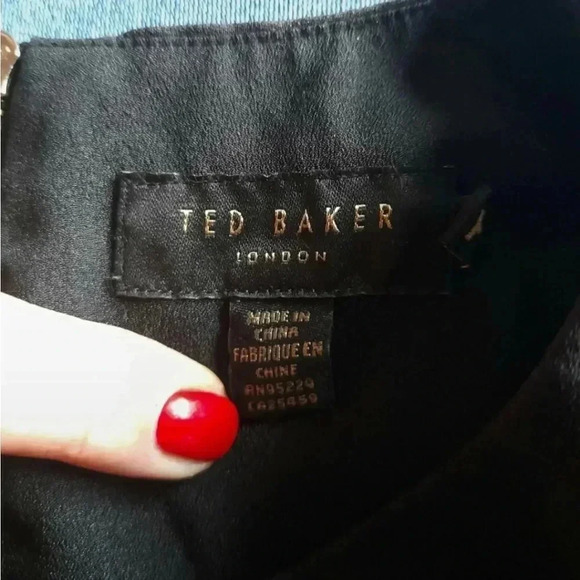 TED BAKER
LONDON
MADE IN
CHINA
FABRIQUE EN
CHINE
RN95229
CA25459